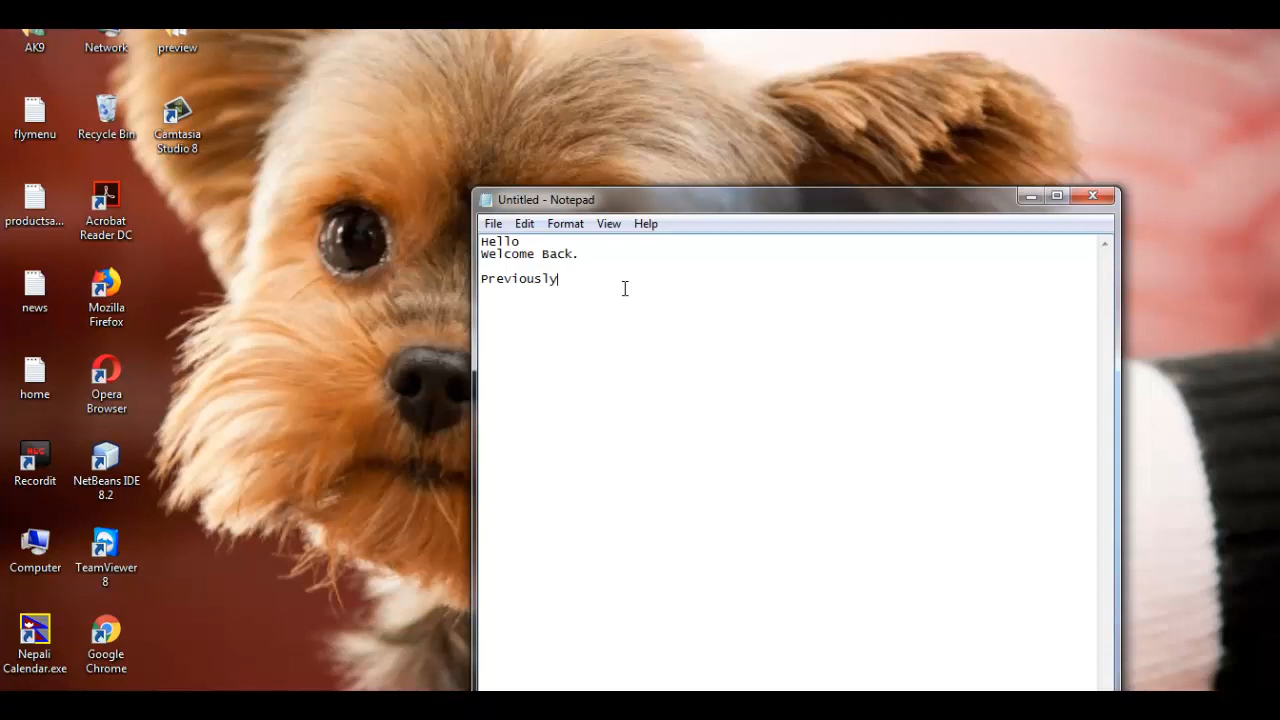 AK9
Network
preview
flymenu
Recycle Bin
Camtasia
Studio 8
productsa...
Acrobat
Reader DC
news
Mozilla
Firefox
home
Opera
Browser
Recordit
NetBeans IDE
8.2
Computer
TeamViewer
8
Nepali
Calendar.exe
Google
Chrome
Untitled - Notepad
File Edit Format View Help
Hello
Welcome Back.
Previously